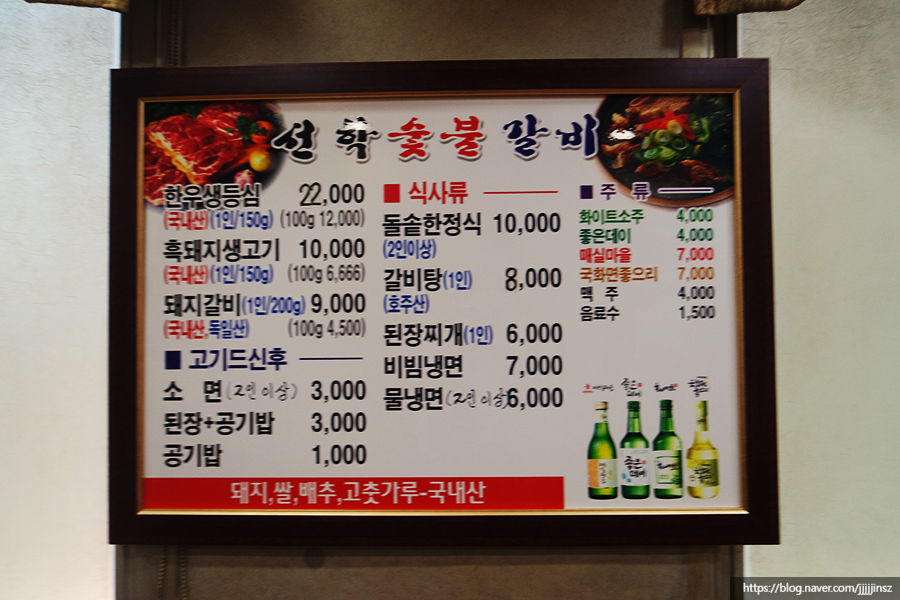 선학숯불갈비
한우생등심 22,000
(국내산)(1인/150g) (100g 12,000)
흑돼지생고기 10,000
(국내산)(1인/150g) (100g 6,666)
돼지갈비(1인/200g) 9,000
(국내산,독일산) (100g 4,500)
■ 고기드신후
소 면(2인 이상) 3,000
된장+공기밥 3,000
공기밥 1,000
■ 식사류
돌솥한정식 10,000
(2인이상)
갈비탕(1인) 8,000
(호주산)
된장찌개(1인) 6,000
비빔냉면 7,000
물냉면(2인 이상)6,000
■ 주 류
화이트소주 4,000
좋은데이 4,000
매실마을 7,000
국화면좋으리 7,000
맥 주 4,000
음료수 1,500
좋은데이
돼지,쌀,배추,고춧가루-국내산
https://blog.naver.com/jjjjjinsz